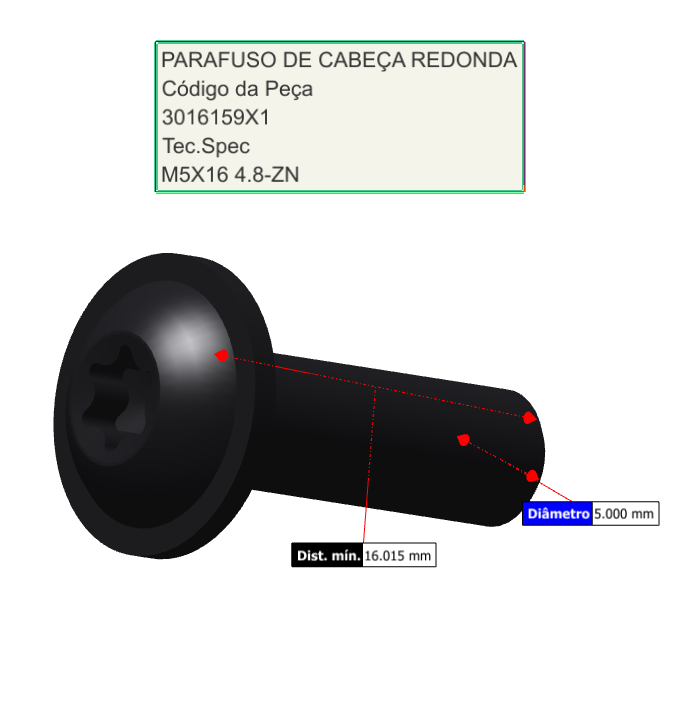 PARAFUSO DE CABEÇA REDONDA
Código da Peça
3016159X1
Tec.Spec
M5X16 4.8-ZN
Diâmetro 5.000 mm
Dist. mín. 16.015 mm